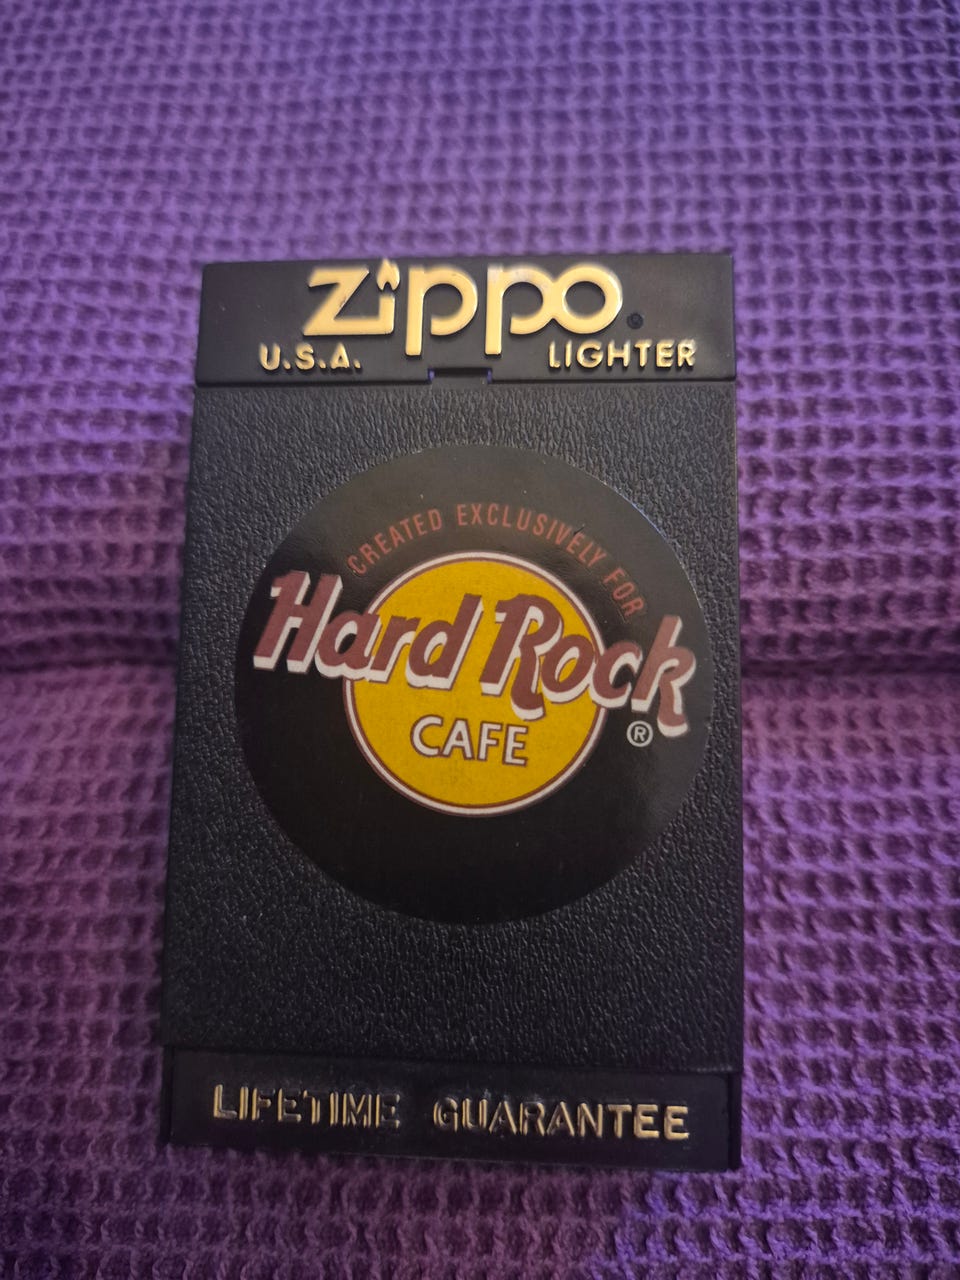 zippo®
U.S.A. LIGHTER
CREATED EXCLUSIVELY FOR
Hard Rock
CAFE ®
LIFETIME GUARANTEE